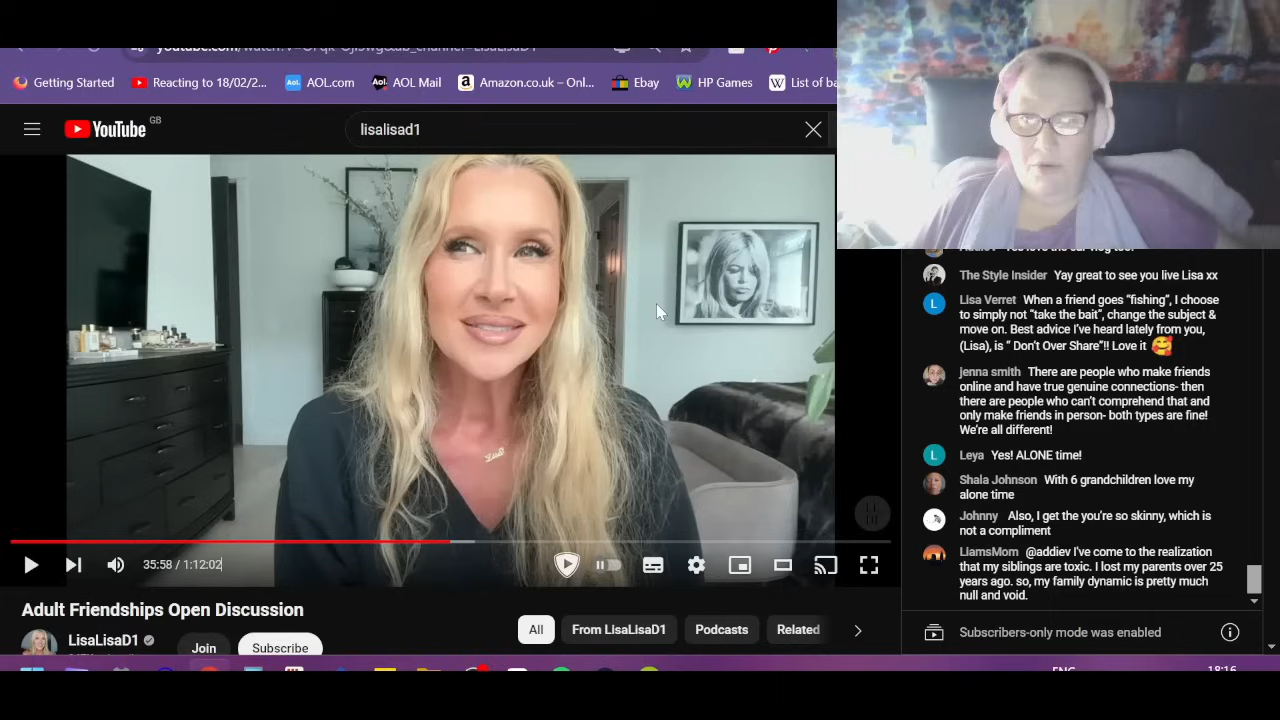 Getting Started
Reacting to 18/02/2...
AOL.com
AOL Mail
Amazon.co.uk – Onl...
Ebay
HP Games
List of ba
YouTube GB
lisalisad1
The Style Insider Yay great to see you live Lisa xx
Lisa Verret When a friend goes “fishing”, I choose
to simply not “take the bait”, change the subject &
move on. Best advice I’ve heard lately from you,
(Lisa), is “ Don’t Over Share”!! Love it
jenna smith There are people who make friends
online and have true genuine connections- then
there are people who can’t comprehend that and
only make friends in person- both types are fine!
We’re all different!
Leya Yes! ALONE time!
Shala Johnson With 6 grandchildren love my
alone time
Johnny Also, I get the you’re so skinny, which is
not a compliment
LiamsMom @addiev I've come to the realization
that my siblings are toxic. I lost my parents over 25
years ago. so, my family dynamic is pretty much
null and void.
35:58 / 1:12:02
Adult Friendships Open Discussion
All
From LisaLisaD1
Podcasts
Related
LisaLisaD1
Join
Subscribe
Subscribers-only mode was enabled
ENG
18:16